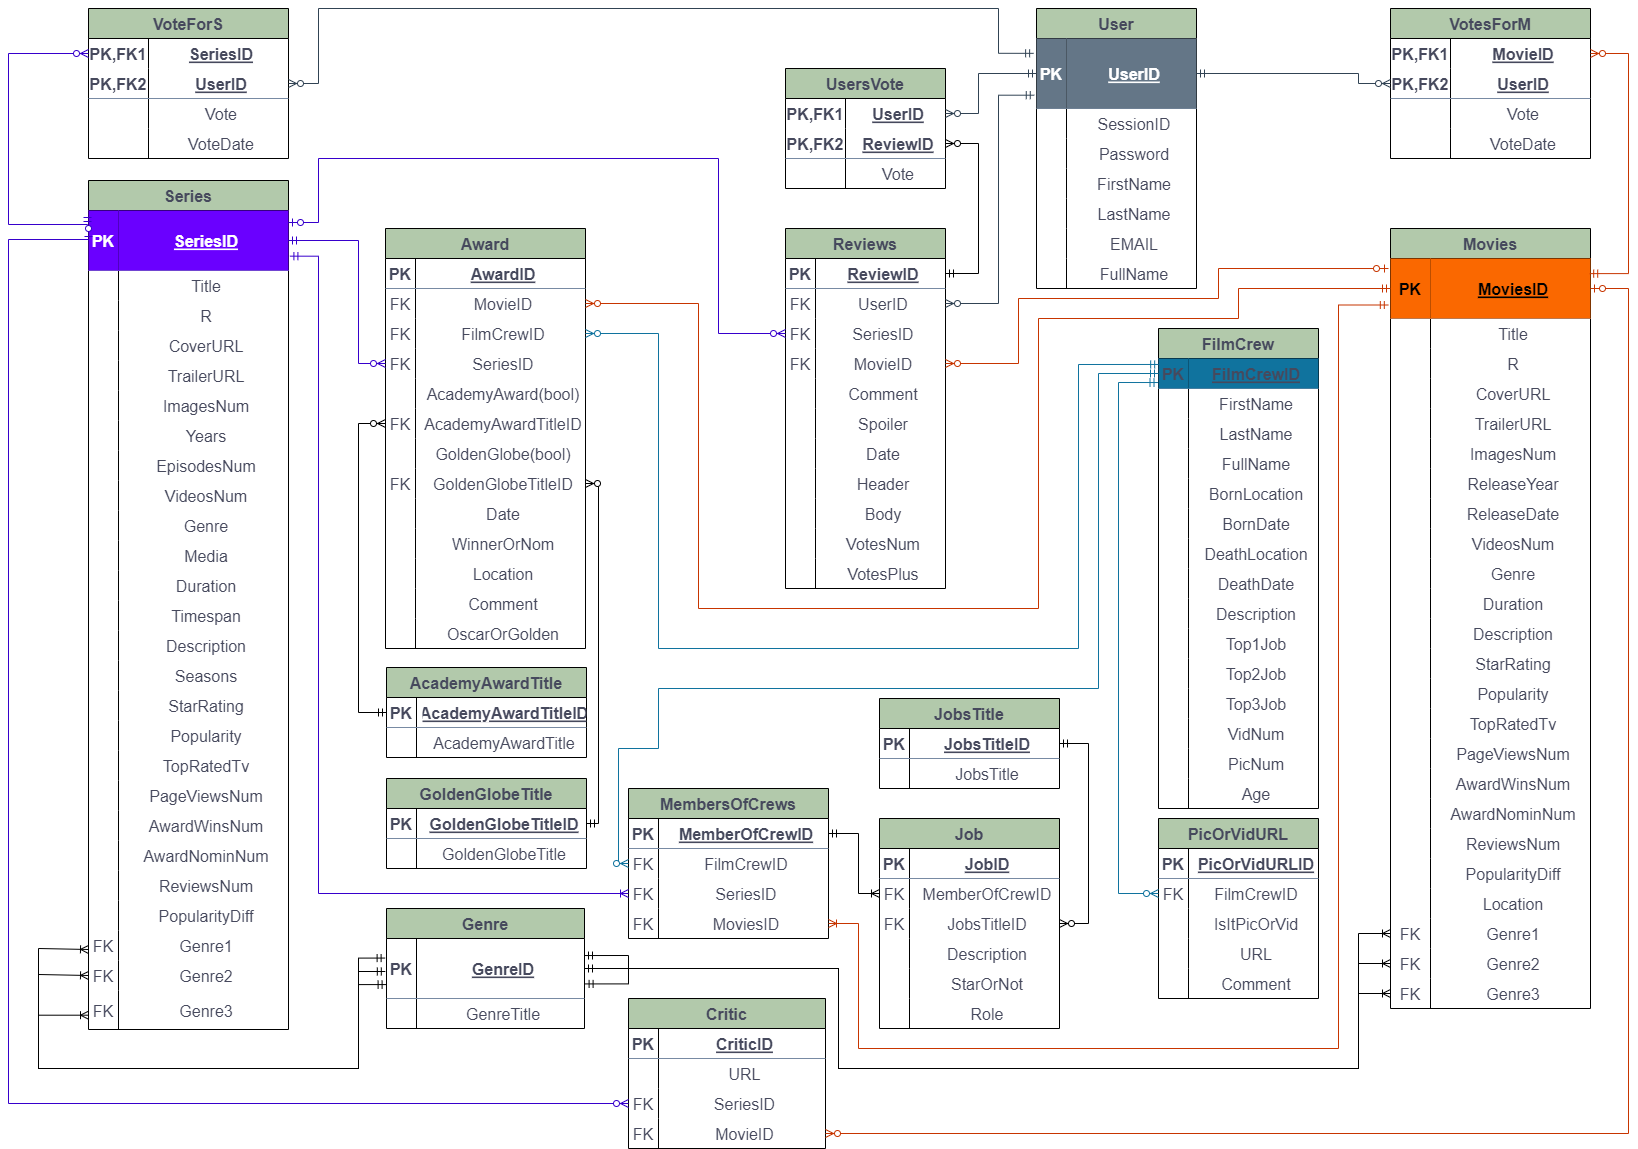 VoteForS
PK,FK1 SeriesID
PK,FK2 UserID
Vote
VoteDate
User
PK UserID
SessionID
Password
FirstName
LastName
EMAIL
FullName
VotesForM
PK,FK1 MovieID
PK,FK2 UserID
Vote
VoteDate
UsersVote
PK,FK1 UserID
PK,FK2 ReviewID
Vote
Series
PK SeriesID
Title
R
CoverURL
TrailerURL
ImagesNum
Years
EpisodesNum
VideosNum
Genre
Media
Duration
Timespan
Description
Seasons
StarRating
Popularity
TopRatedTv
PageViewsNum
AwardWinsNum
AwardNominNum
ReviewsNum
PopularityDiff
FK Genre1
FK Genre2
FK Genre3
Award
PK AwardID
FK MovieID
FK FilmCrewID
FK SeriesID
AcademyAward(bool)
FK AcademyAwardTitleID
GoldenGlobe(bool)
FK GoldenGlobeTitleID
Date
WinnerOrNom
Location
Comment
OscarOrGolden
Reviews
PK ReviewID
FK UserID
FK SeriesID
FK MovieID
Comment
Spoiler
Date
Header
Body
VotesNum
VotesPlus
Movies
PK MoviesID
Title
R
CoverURL
TrailerURL
ImagesNum
ReleaseYear
ReleaseDate
VideosNum
Genre
Duration
Description
StarRating
Popularity
TopRatedTv
PageViewsNum
AwardWinsNum
AwardNominNum
ReviewsNum
PopularityDiff
Location
FK Genre1
FK Genre2
FK Genre3
FilmCrew
PK FilmCrewID
FirstName
LastName
FullName
BornLocation
BornDate
DeathLocation
DeathDate
Description
Top1Job
Top2Job
Top3Job
VidNum
PicNum
Age
AcademyAwardTitle
PK AcademyAwardTitleID
AcademyAwardTitle
GoldenGlobeTitle
PK GoldenGlobeTitleID
GoldenGlobeTitle
JobsTitle
PK JobsTitleID
JobsTitle
MembersOfCrews
PK MemberOfCrewID
FK FilmCrewID
FK SeriesID
FK MoviesID
Job
PK JobID
FK MemberOfCrewID
FK JobsTitleID
Description
StarOrNot
Role
PicOrVidURL
PK PicOrVidURLID
FK FilmCrewID
IsItPicOrVid
URL
Comment
Genre
PK GenreID
GenreTitle
Critic
PK CriticID
URL
FK SeriesID
FK MovieID